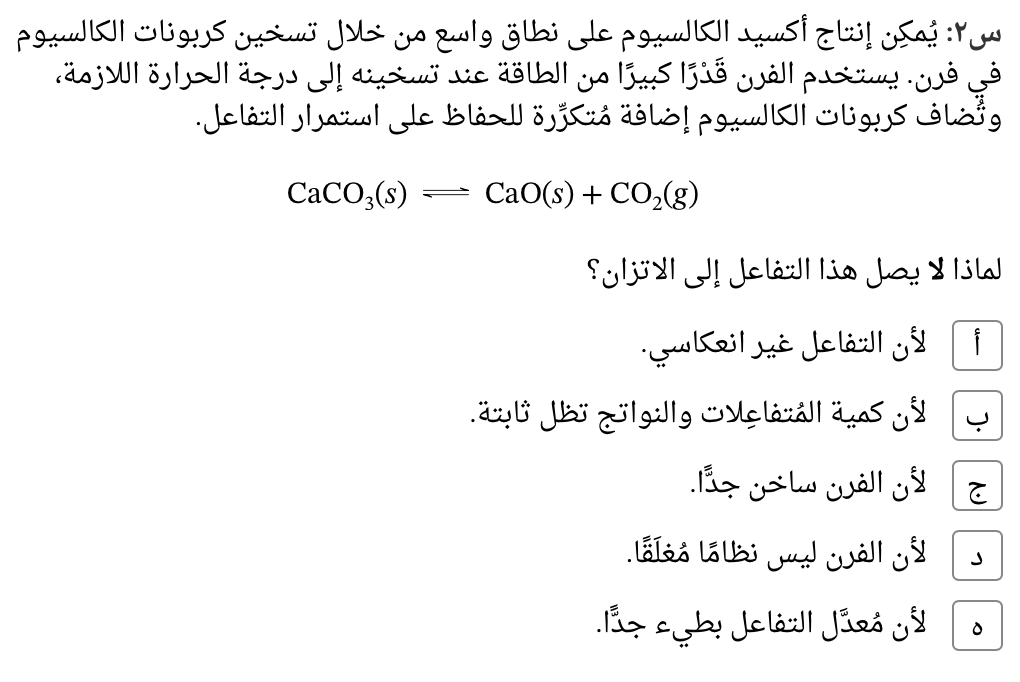 س٢: يُمكِن إنتاج أكسيد الكالسيوم على نطاق واسع من خلال تسخين كربونات الكالسيوم
في فرن. يستخدم الفرن قَدْرًا كبيرًا من الطاقة عند تسخينه إلى درجة الحرارة اللازمة،
وتُضاف كربونات الكالسيوم إضافة مُتكرِّرة للحفاظ على استمرار التفاعل.
CaCO₃(s) ⇌ CaO(s) + CO₂(g)
لماذا لا يصل هذا التفاعل إلى الاتزان؟
أ لأن التفاعل غير انعكاسي.
ب لأن كمية المُتفاعِلات والنواتج تظل ثابتة.
ج لأن الفرن ساخن جدًّا.
د لأن الفرن ليس نظامًا مُغلَقًا.
ه لأن مُعدَّل التفاعل بطيء جدًّا.